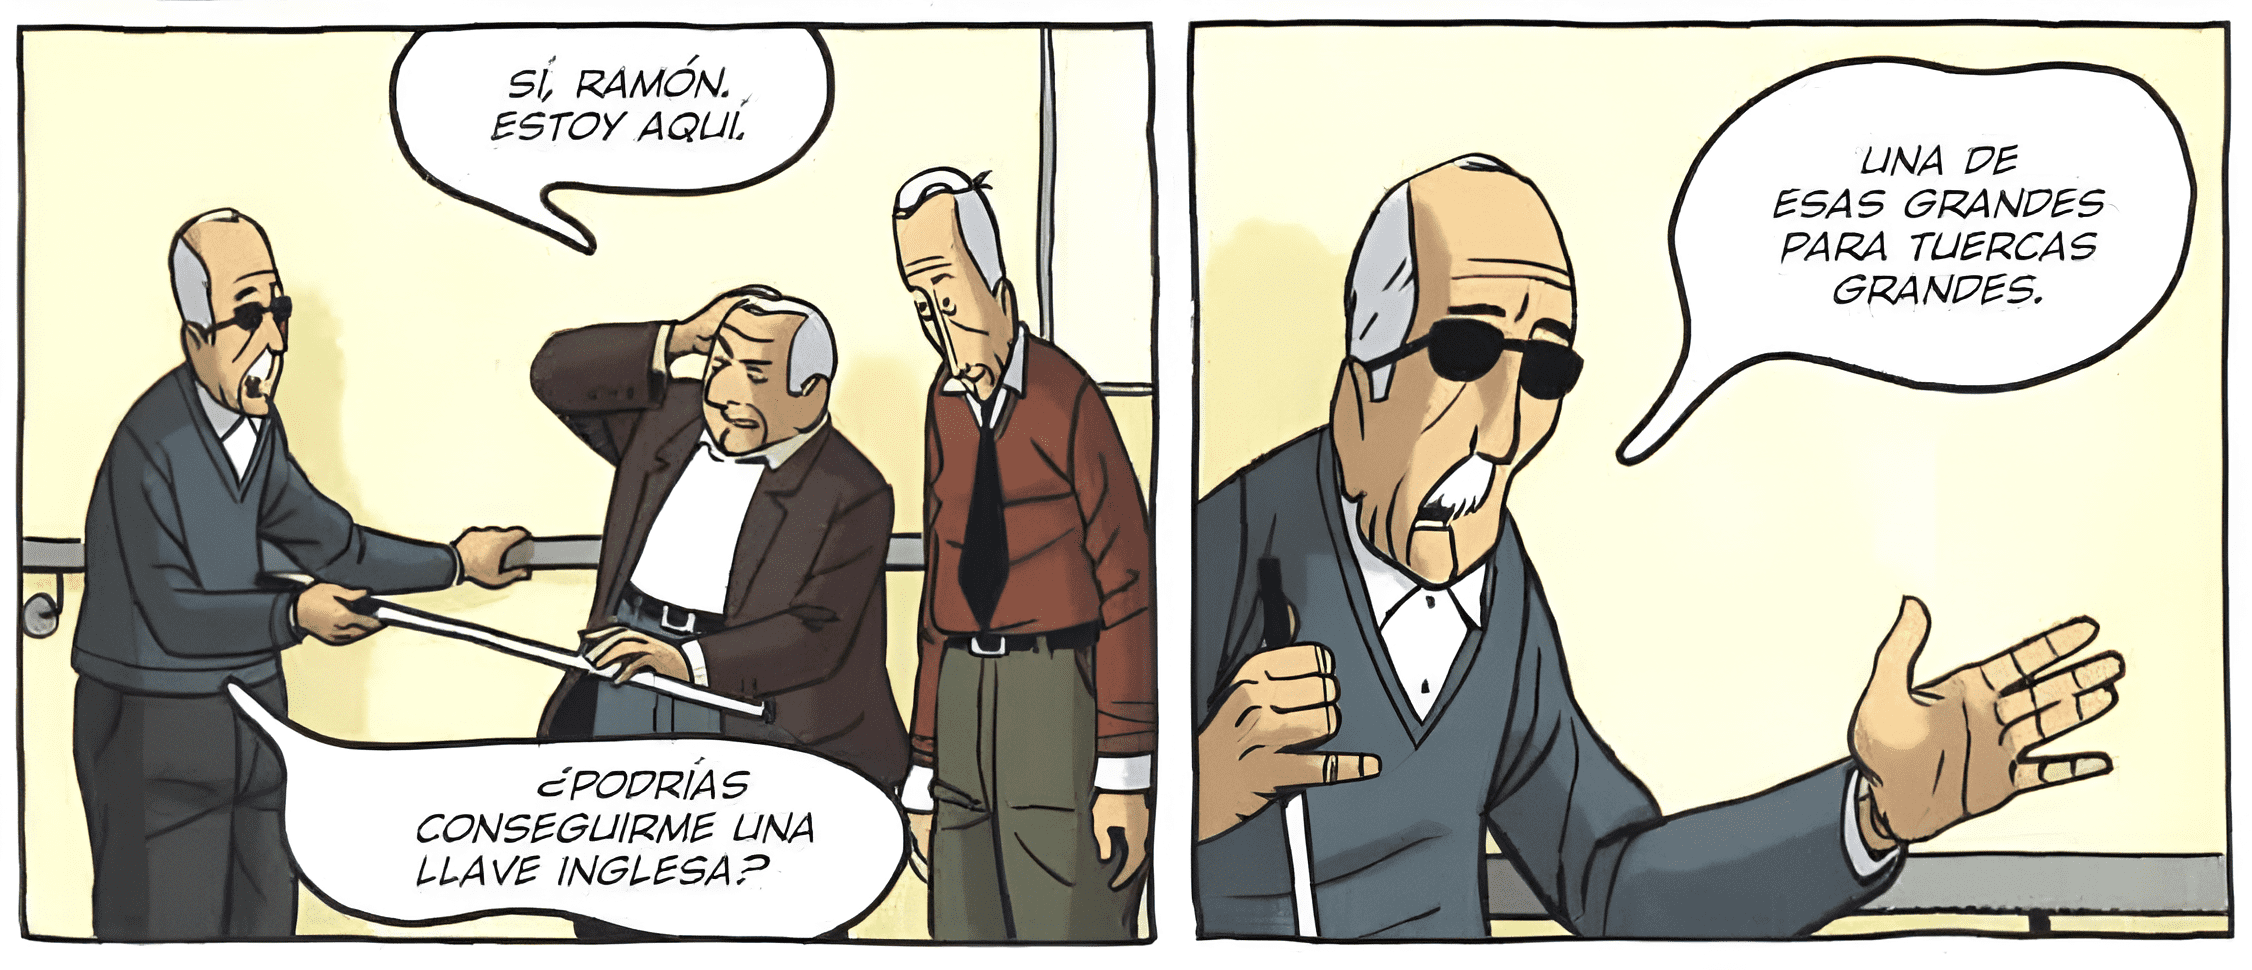 SÍ, RAMÓN.
ESTOY AQUÍ.
¿PODRÍAS
CONSEGUIRME UNA
LLAVE INGLESA?
UNA DE
ESAS GRANDES
PARA TUERCAS
GRANDES.